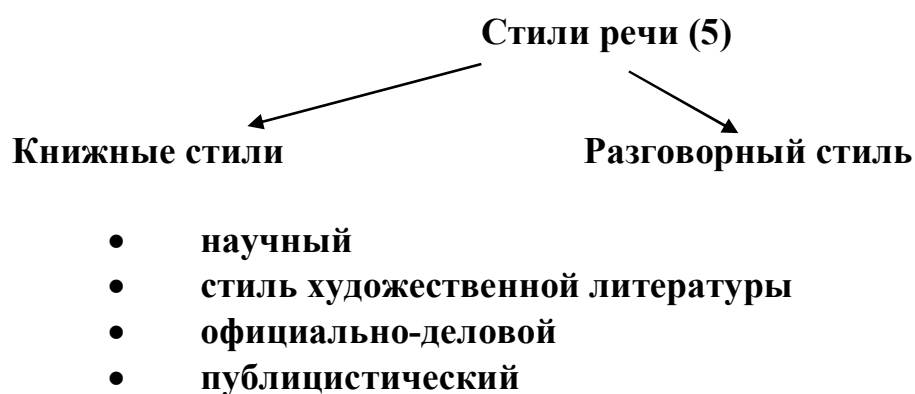 Стили речи (5)
Книжные стили Разговорный стиль
• научный
• стиль художественной литературы
• официально-деловой
• публицистический